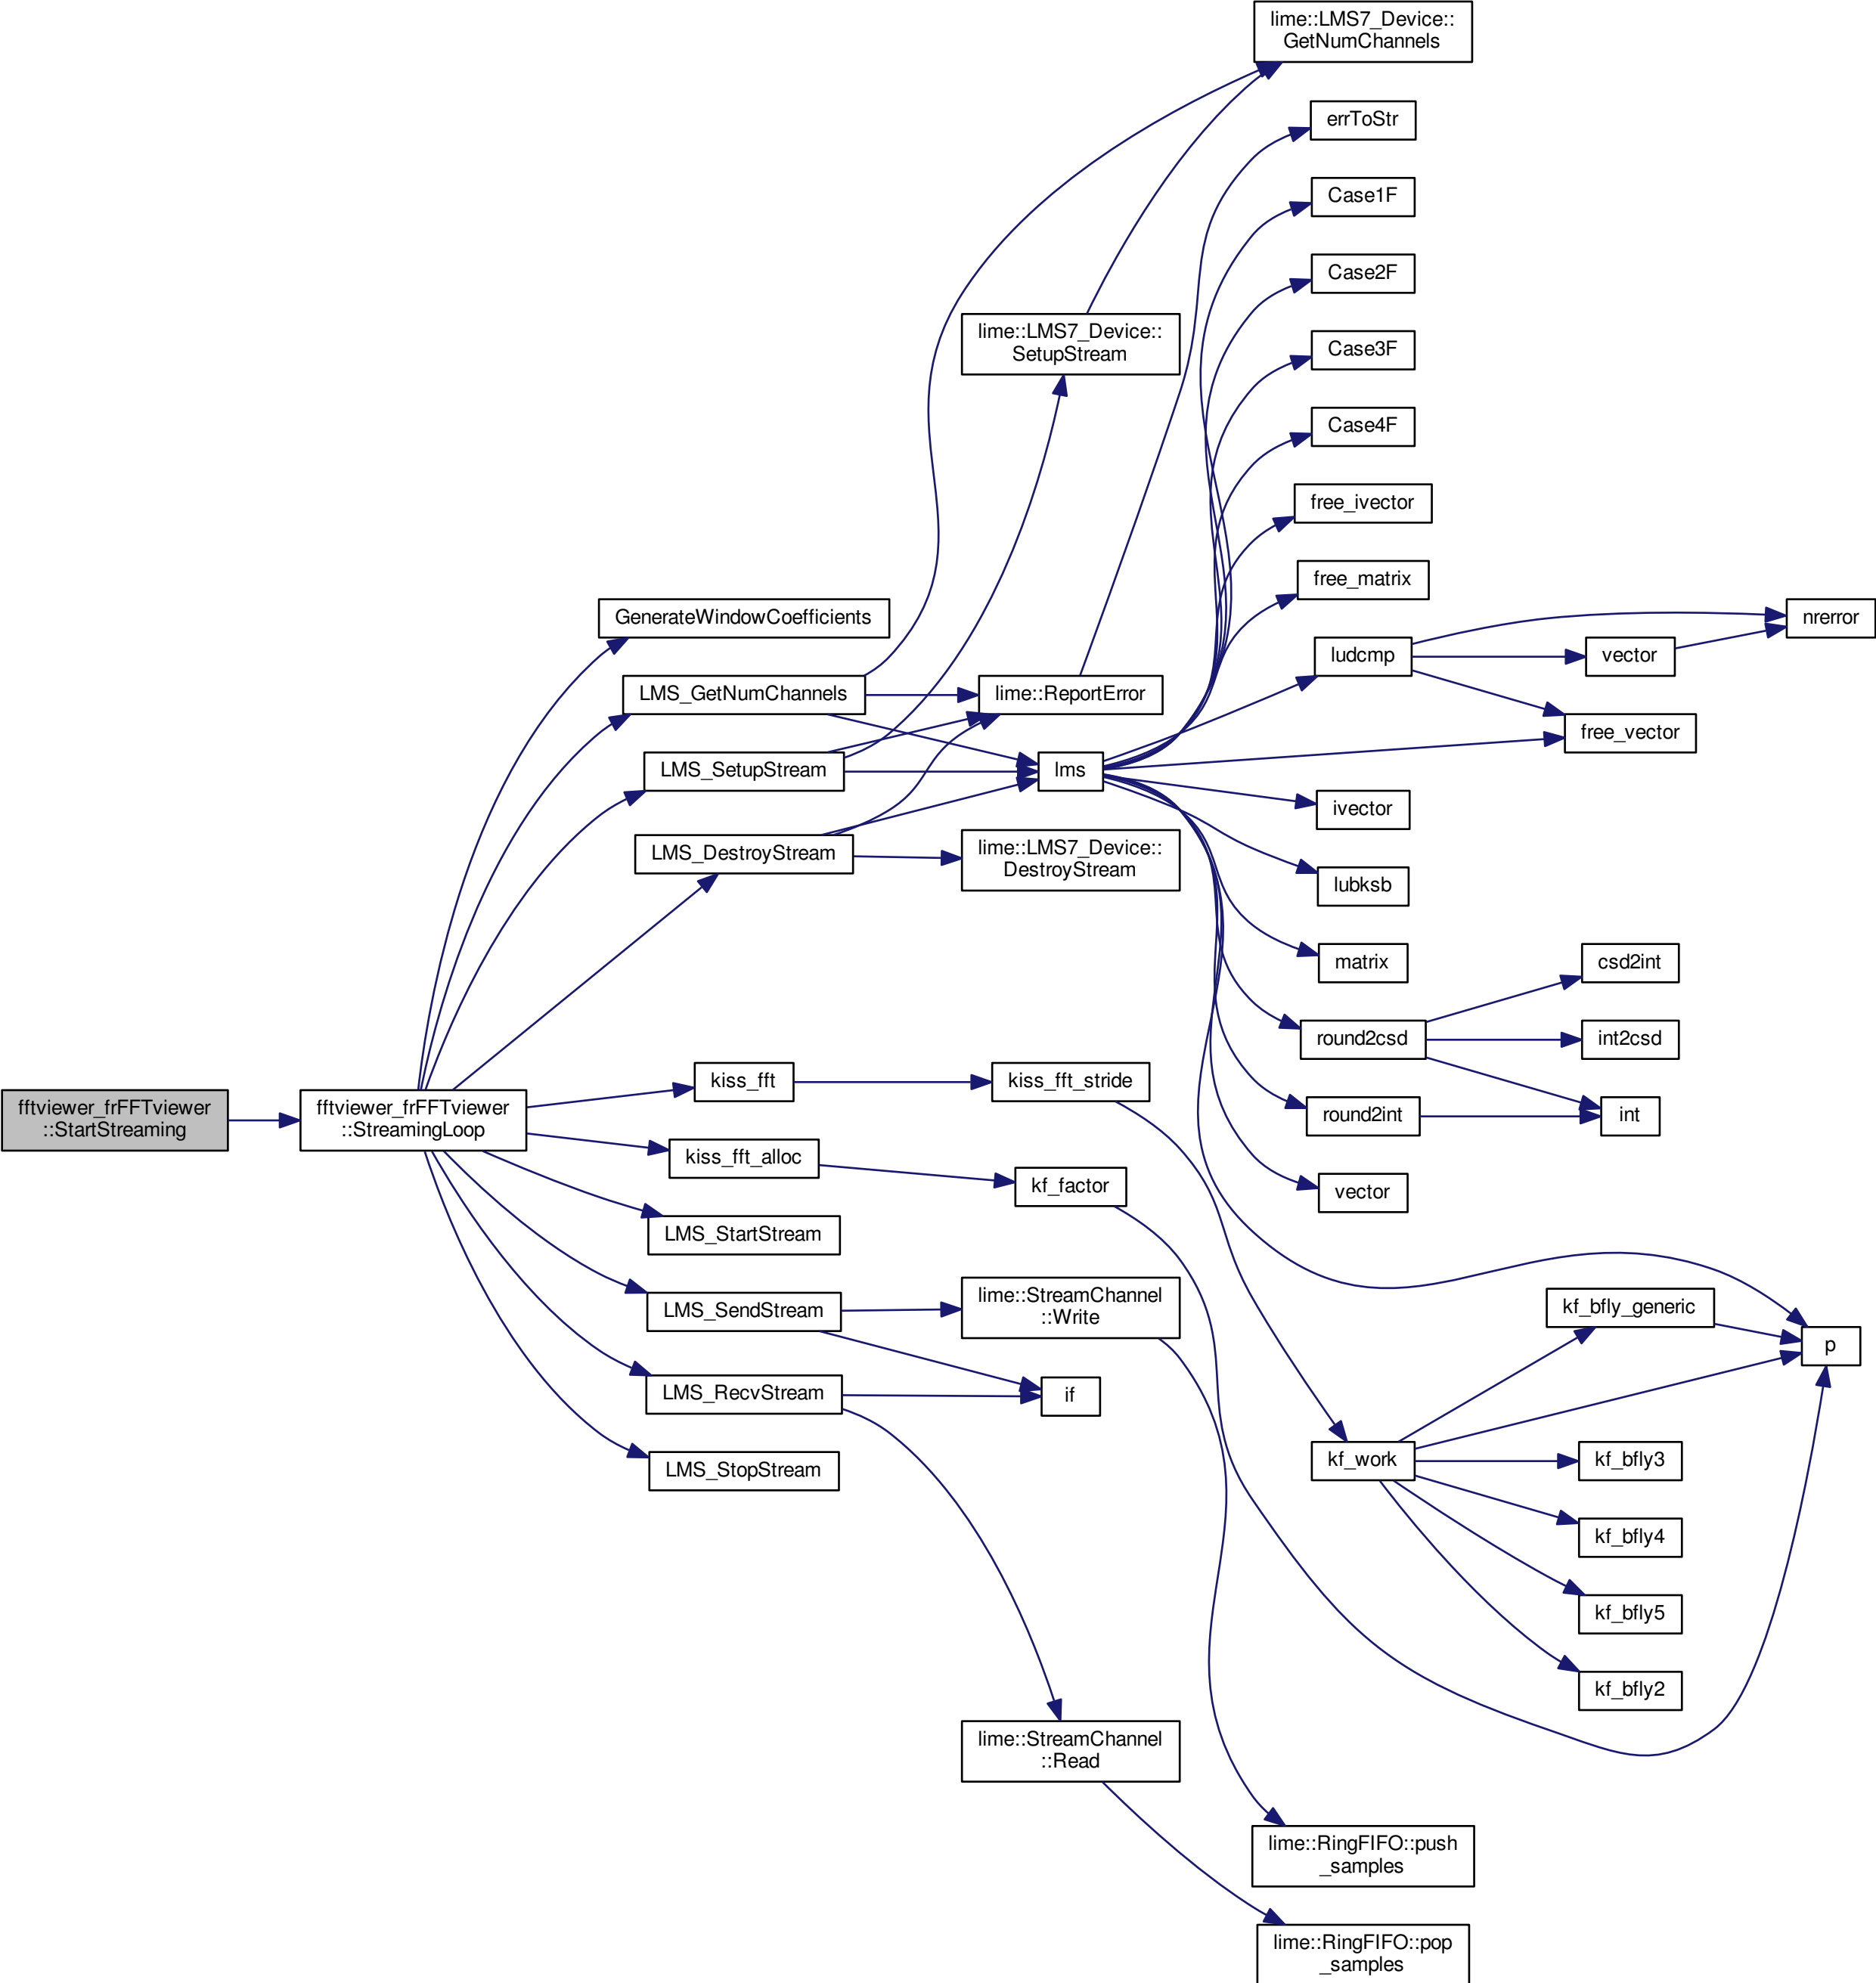 lime::LMS7_Device::
GetNumChannels
errToStr
Case1F
Case2F
lime::LMS7_Device::
SetupStream
Case3F
Case4F
free_ivector
free_matrix
GenerateWindowCoefficients
nrerror
ludcmp
vector
LMS_GetNumChannels
lime::ReportError
free_vector
LMS_SetupStream
lms
ivector
LMS_DestroyStream
lime::LMS7_Device::
DestroyStream
lubksb
matrix
csd2int
round2csd
int2csd
kiss_fft
kiss_fft_stride
fftviewer_frFFTviewer
::StartStreaming
fftviewer_frFFTviewer
::StreamingLoop
round2int
int
kiss_fft_alloc
kf_factor
vector
LMS_StartStream
LMS_SendStream
lime::StreamChannel
::Write
kf_bfly_generic
p
LMS_RecvStream
if
LMS_StopStream
kf_work
kf_bfly3
kf_bfly4
kf_bfly5
kf_bfly2
lime::StreamChannel
::Read
lime::RingFIFO::push
_samples
lime::RingFIFO::pop
_samples